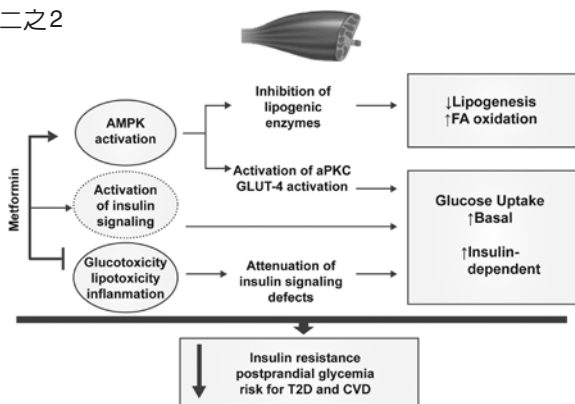 二之2
Inhibition of
lipogenic
enzymes
↓Lipogenesis
↑FA oxidation
AMPK
activation
Activation of aPKC
GLUT-4 activation
Metformin
Activation
of insulin
signaling
Glucose Uptake
↑Basal
↑Insulin-
dependent
Glucotoxicity
lipotoxicity
inflanmation
Attenuation of
insulin signaling
defects
Insulin resistance
postprandial glycemia
risk for T2D and CVD